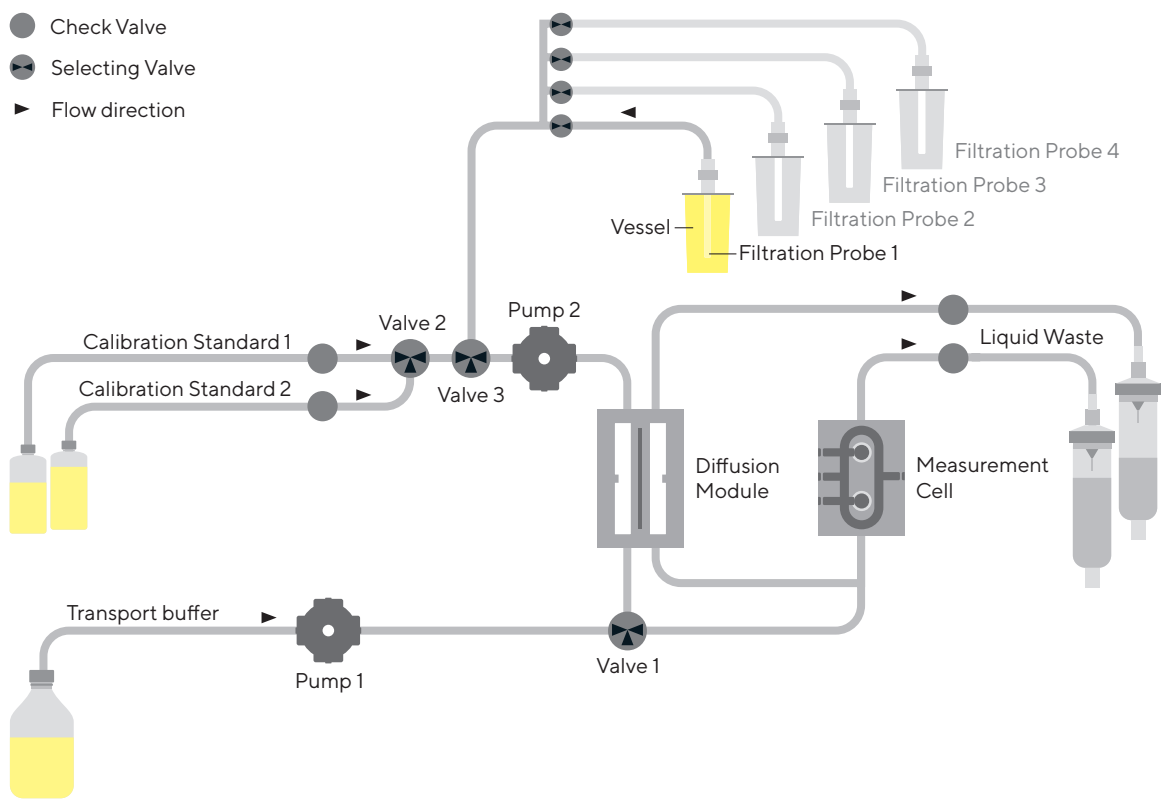 Check Valve
Selecting Valve
Flow direction
Filtration Probe 4
Filtration Probe 3
Filtration Probe 2
Vessel
Filtration Probe 1
Pump 2
Valve 2
Liquid Waste
Calibration Standard 1
Calibration Standard 2
Valve 3
Diffusion
Module
Measurement
Cell
Transport buffer
Valve 1
Pump 1